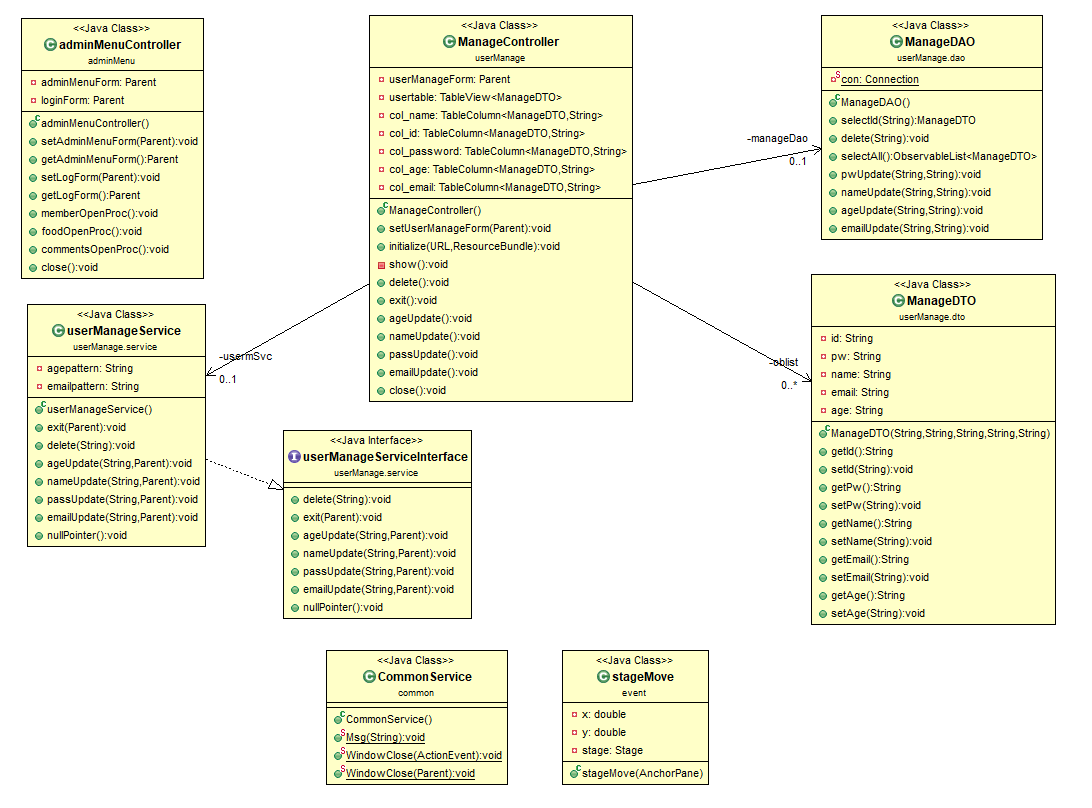 <<Java Class>>
adminMenuController
adminMenu
adminMenuForm: Parent
loginForm: Parent
adminMenuController()
setAdminMenuForm(Parent):void
getAdminMenuForm():Parent
setLogForm(Parent):void
getLogForm():Parent
memberOpenProc():void
foodOpenProc():void
commentsOpenProc():void
close():void
<<Java Class>>
ManageController
userManage
userManageForm: Parent
usertable: TableView<ManageDTO>
col_name: TableColumn<ManageDTO,String>
col_id: TableColumn<ManageDTO,String>
col_password: TableColumn<ManageDTO,String>
col_age: TableColumn<ManageDTO,String>
col_email: TableColumn<ManageDTO,String>
ManageController()
setUserManageForm(Parent):void
initialize(URL,ResourceBundle):void
show():void
delete():void
exit():void
ageUpdate():void
nameUpdate():void
passUpdate():void
emailUpdate():void
close():void
-manageDao
0..1
<<Java Class>>
ManageDAO
userManage.dao
con: Connection
ManageDAO()
selectId(String):ManageDTO
delete(String):void
selectAll():ObservableList<ManageDTO>
pwUpdate(String,String):void
nameUpdate(String,String):void
ageUpdate(String,String):void
emailUpdate(String,String):void
<<Java Class>>
userManageService
userManage.service
agepattern: String
emailpattern: String
userManageService()
exit(Parent):void
delete(String):void
ageUpdate(String,Parent):void
nameUpdate(String,Parent):void
passUpdate(String,Parent):void
emailUpdate(String,Parent):void
nullPointer():void
-usermSvc
0..1
-oblist
0..*
<<Java Class>>
ManageDTO
userManage.dto
id: String
pw: String
name: String
email: String
age: String
ManageDTO(String,String,String,String,String)
getId():String
setId(String):void
getPw():String
setPw(String):void
getName():String
setName(String):void
getEmail():String
setEmail(String):void
getAge():String
setAge(String):void
<<Java Interface>>
userManageServiceInterface
userManage.service
delete(String):void
exit(Parent):void
ageUpdate(String,Parent):void
nameUpdate(String,Parent):void
passUpdate(String,Parent):void
emailUpdate(String,Parent):void
nullPointer():void
<<Java Class>>
CommonService
common
CommonService()
Msg(String):void
WindowClose(ActionEvent):void
WindowClose(Parent):void
<<Java Class>>
stageMove
event
x: double
y: double
stage: Stage
stageMove(AnchorPane)